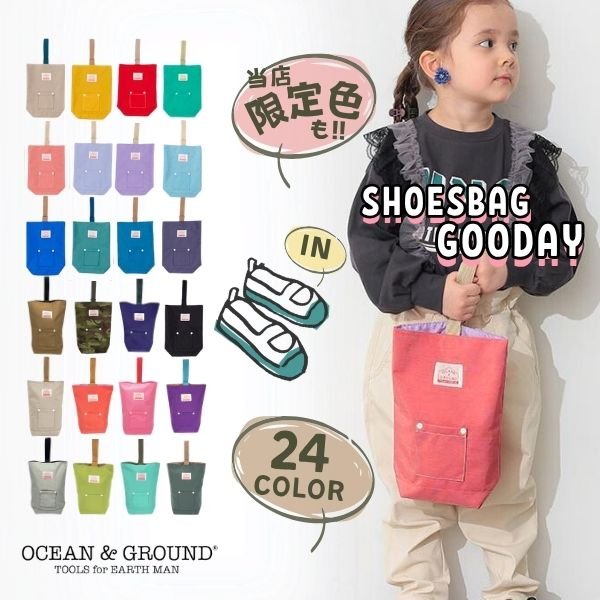 当店
限定色
も!!
SHOESBAG
GOODAY
IN
24
COLOR
OCEAN & GROUND®
TOOLS for EARTH MAN